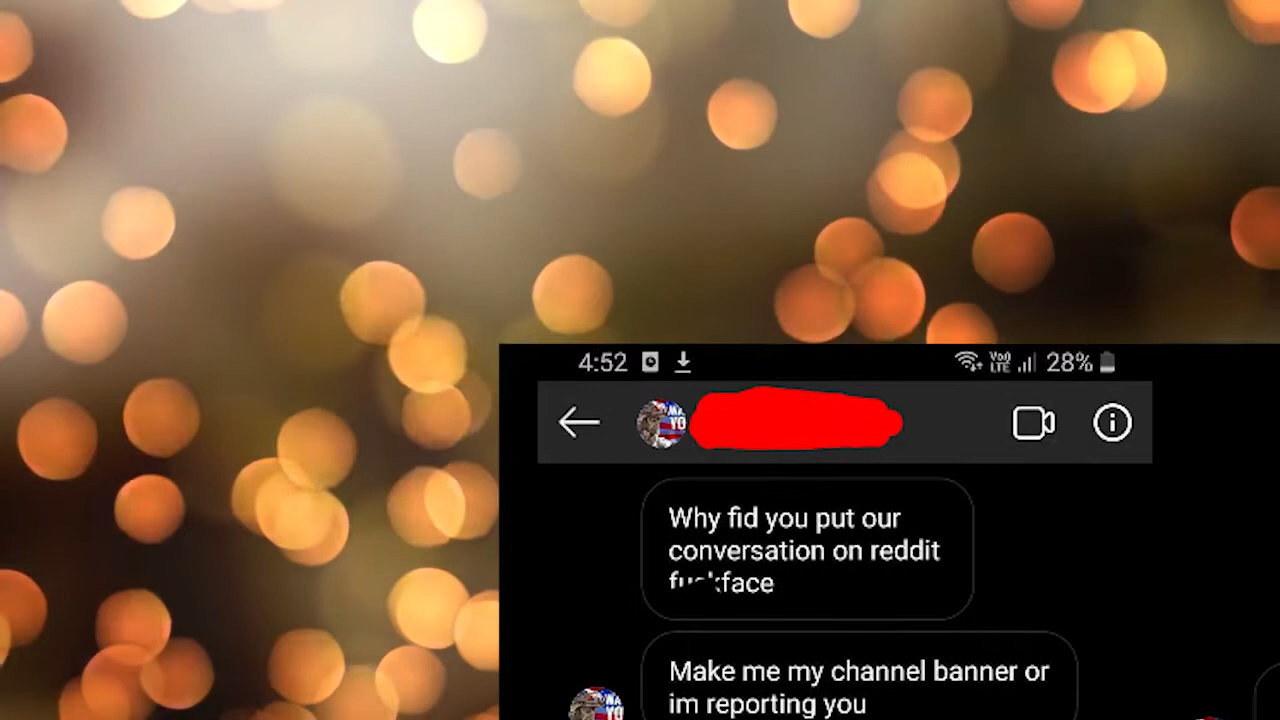 4:52 28%
Why fid you put our
conversation on reddit
Make me my channel banner or
im reporting you